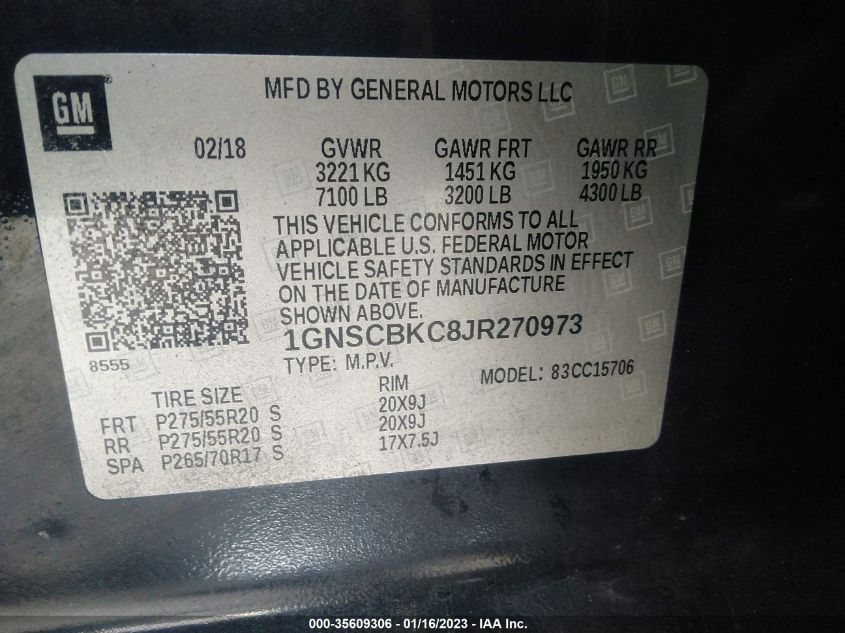 GM
MFD BY GENERAL MOTORS LLC
02/18 GVWR GAWR FRT GAWR RR
3221 KG 1451 KG 1950 KG
7100 LB 3200 LB 4300 LB
THIS VEHICLE CONFORMS TO ALL
APPLICABLE U.S. FEDERAL MOTOR
VEHICLE SAFETY STANDARDS IN EFFECT
ON THE DATE OF MANUFACTURE
SHOWN ABOVE.
1GNSCBKC8JR270973
8555
TYPE: M.P.V. MODEL: 83CC15706
TIRE SIZE RIM
FRT P275/55R20 S 20X9J
RR P275/55R20 S 20X9J
SPA P265/70R17 S 17X7.5J
000-35609306 - 01/16/2023 - IAA Inc.